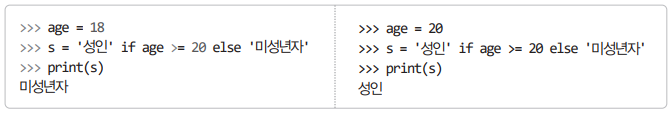 >>> age = 18
>>> s = '성인' if age >= 20 else '미성년자'
>>> print(s)
미성년자
>>> age = 20
>>> s = '성인' if age >= 20 else '미성년자'
>>> print(s)
성인